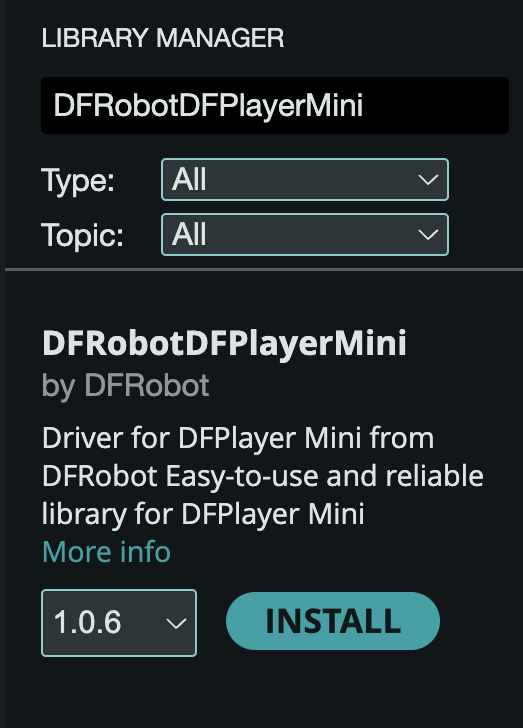 LIBRARY MANAGER
DFRobotDFPlayerMini
Type: All
Topic: All
DFRobotDFPlayerMini
by DFRobot
Driver for DFPlayer Mini from
DFRobot Easy-to-use and reliable
library for DFPlayer Mini
More info
1.0.6 INSTALL